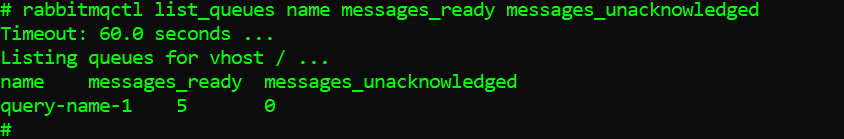 # rabbitmqctl list_queues name messages_ready messages_unacknowledged
Timeout: 60.0 seconds ...
Listing queues for vhost / ...
name    messages_ready  messages_unacknowledged
query-name-1    5       0
#